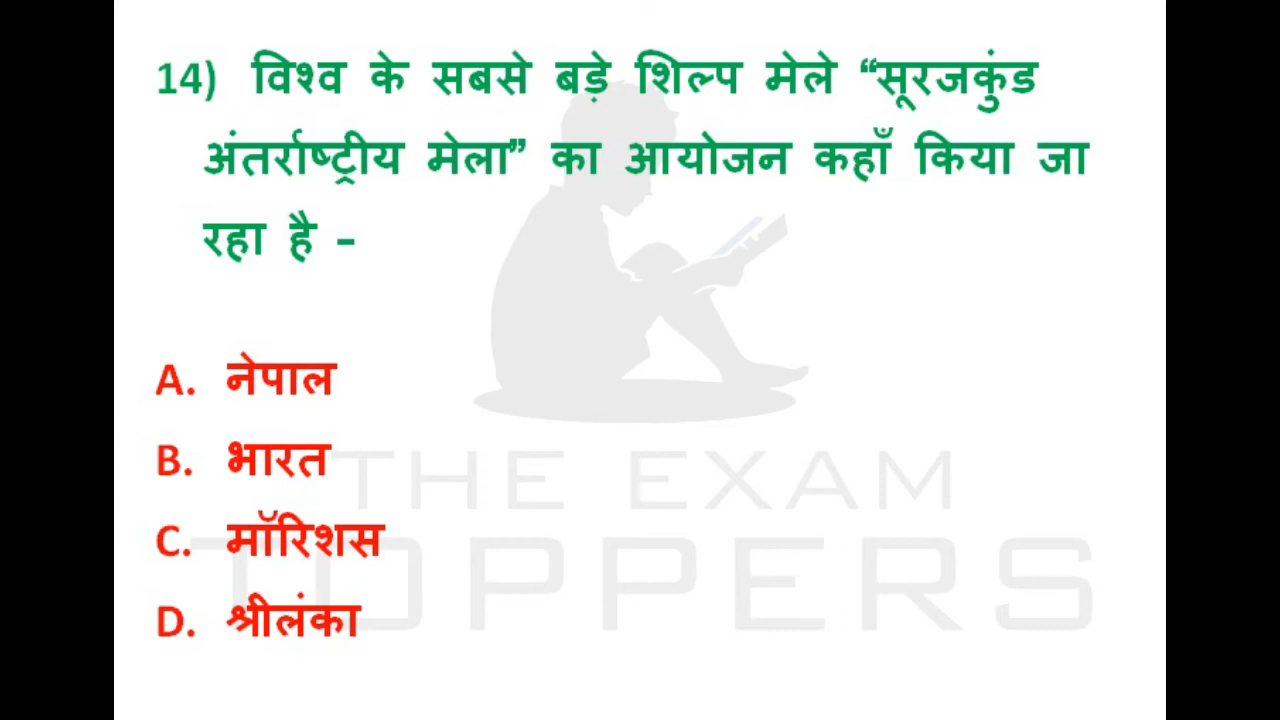 14) विश्व के सबसे बड़े शिल्प मेले “सूरजकुंड
अंतर्राष्ट्रीय मेला” का आयोजन कहाँ किया जा
रहा है –
A. नेपाल
B. भारत
C. मॉरिशस
D. श्रीलंका
THE EXAM
TOPPERS